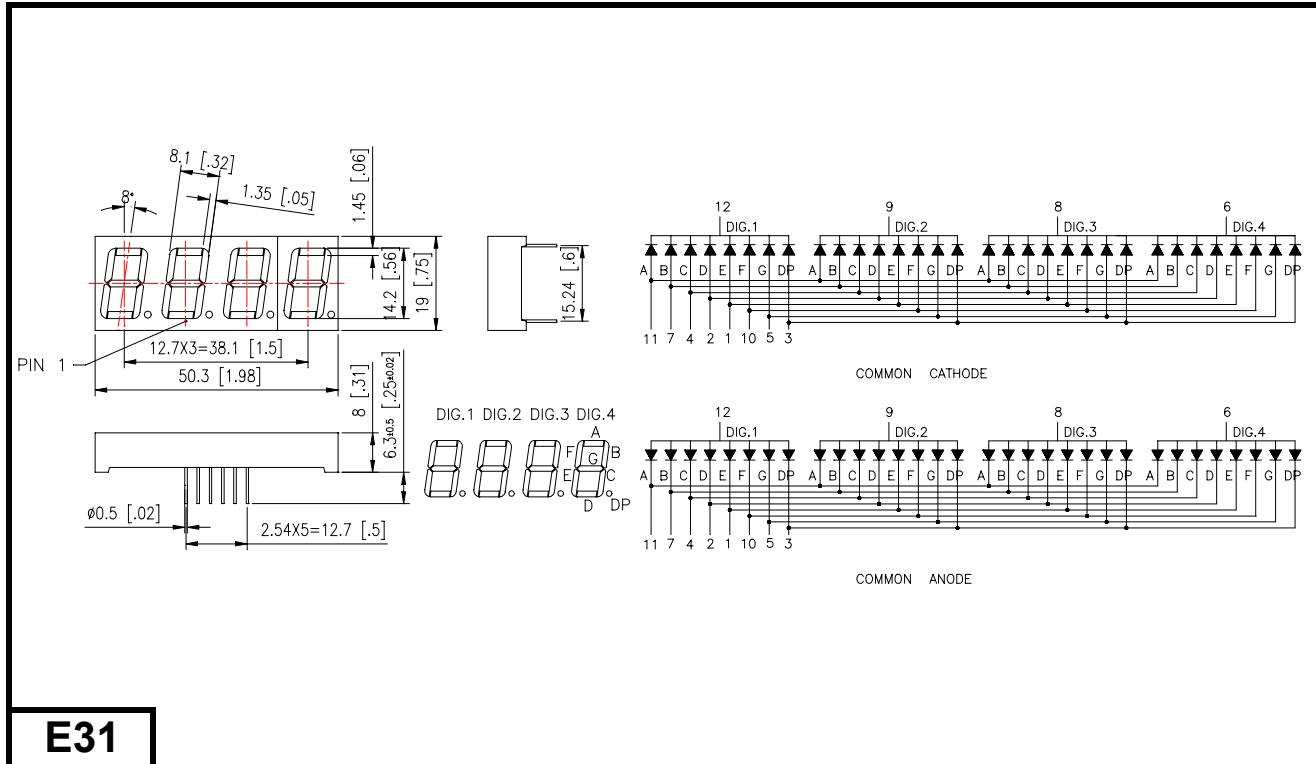 8.1 [.32]
8°
1.35 [.05]
1.45 [.06]
14.2 [.56]
19 [.75]
15.24 [.6]
PIN 1
12.7X3=38.1 [1.5]
50.3 [1.98]
8 [.31]
6.3±0.5 [.25±0.02]
ø0.5 [.02]
2.54X5=12.7 [.5]
DIG.1 DIG.2 DIG.3 DIG.4
A
F G B
E C
D DP
12 9 8 6
DIG.1 DIG.2 DIG.3 DIG.4
A B C D E F G DP A B C D E F G DP A B C D E F G DP A B C D E F G DP
11 7 4 2 1 10 5 3
COMMON CATHODE
12 9 8 6
DIG.1 DIG.2 DIG.3 DIG.4
A B C D E F G DP A B C D E F G DP A B C D E F G DP A B C D E F G DP
11 7 4 2 1 10 5 3
COMMON ANODE
E31